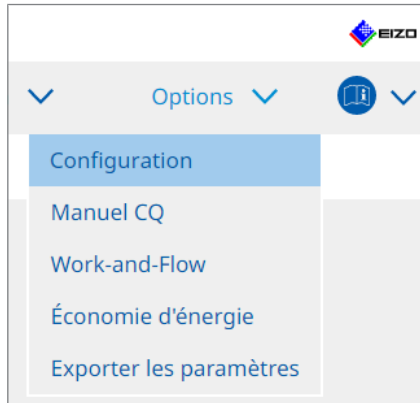 EIZO
Options
Configuration
Manuel CQ
Work-and-Flow
Économie d'énergie
Exporter les paramètres